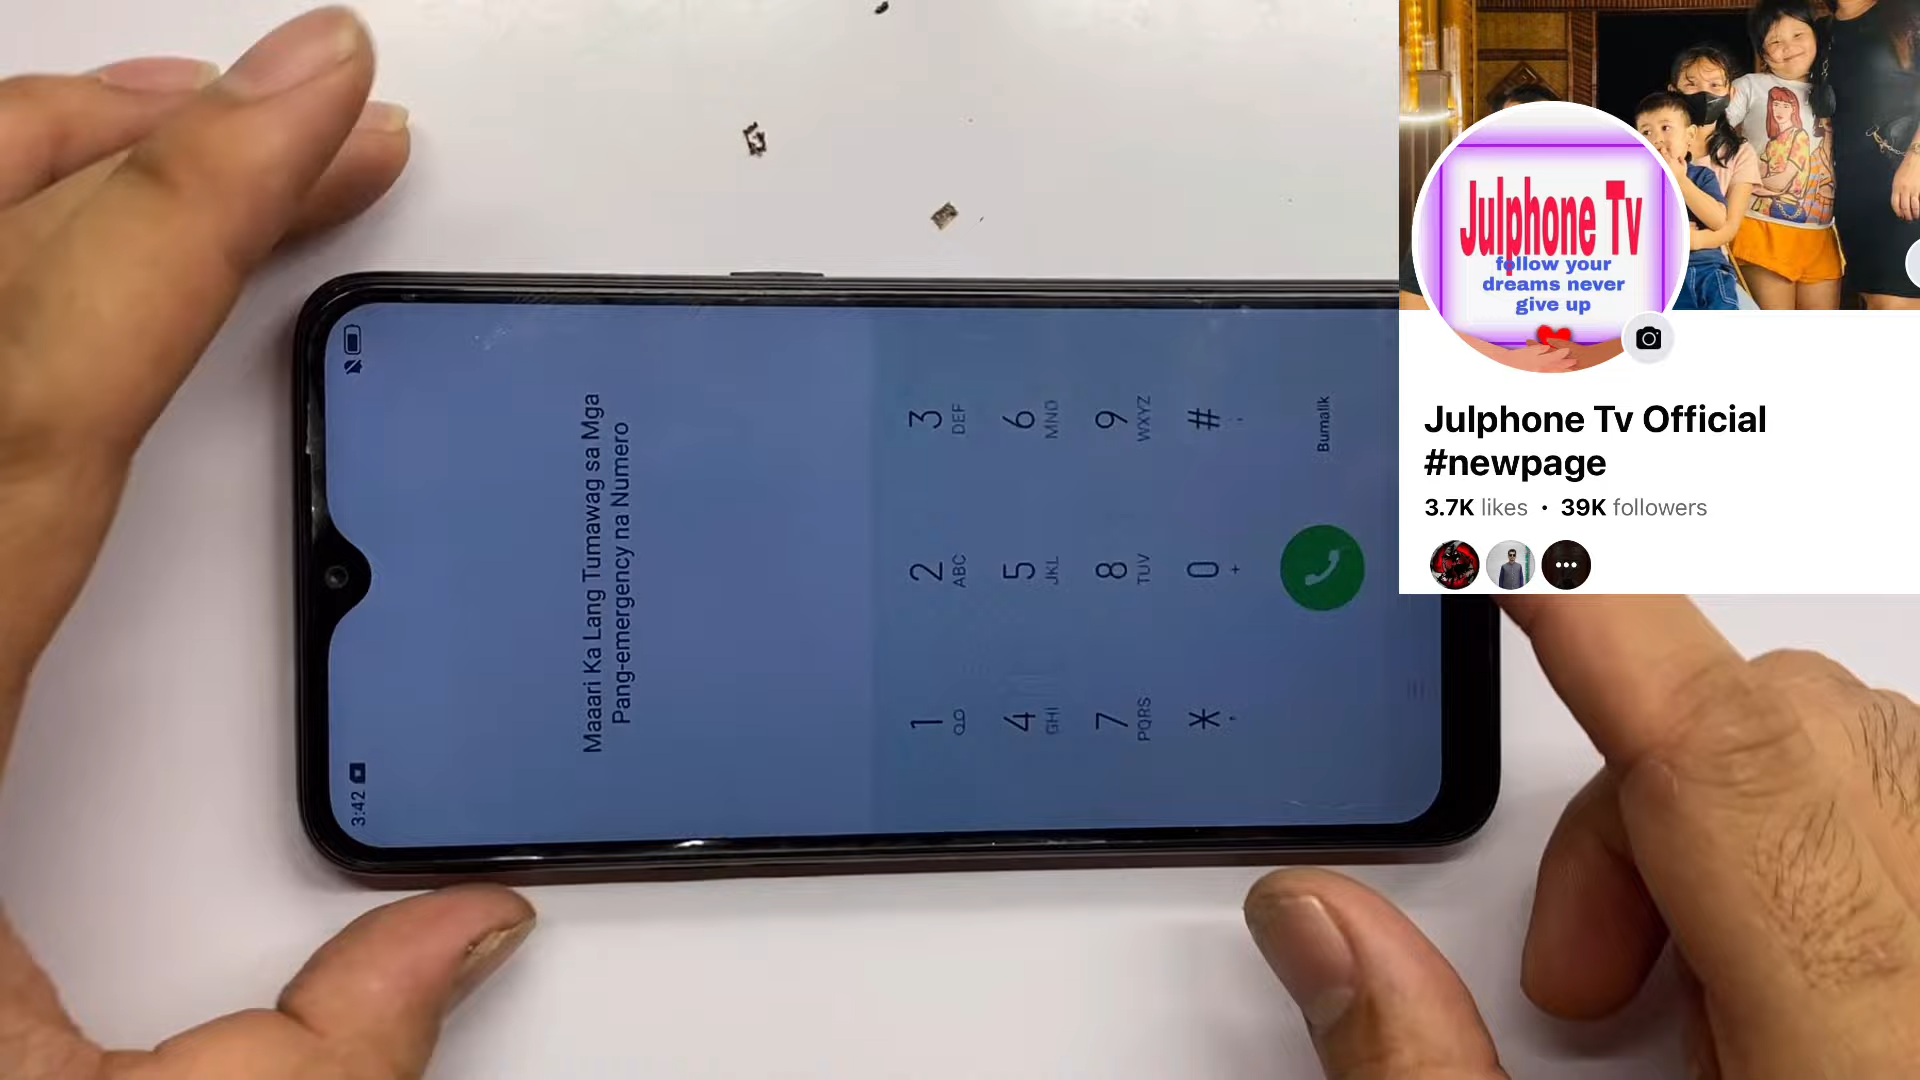 3:42
Maaari Ka Lang Tumawag sa Mga
Pang-emergency na Numero
1
2 ABC
3 DEF
4 GHI
5 JKL
6 MNO
7 PQRS
8 TUV
9 WXYZ
* ,
0 +
# ;
Bumalik
Julphone Tv
follow your
dreams never
give up
Julphone Tv Official
#newpage
3.7K likes • 39K followers